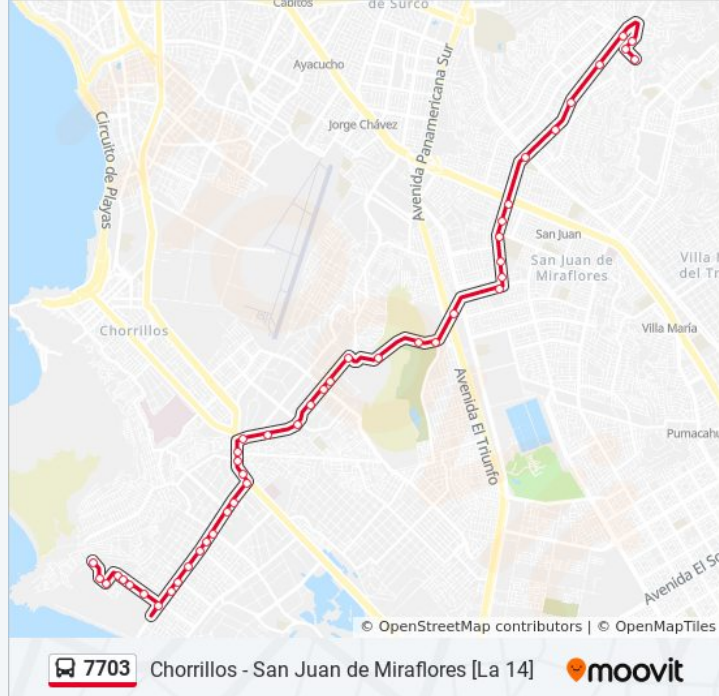 Cabitos
de Surco
Ayacucho
Avenida Panamericana Sur
Circuito de Playas
Jorge Chávez
San Juan
San Juan de
Miraflores
Villa
del Tr
Chorrillos
Villa María
Avenida El Triunfo
Pumacahu
Avenida El So
© OpenStreetMap contributors | © OpenMapTiles
7703 Chorrillos - San Juan de Miraflores [La 14] moovit